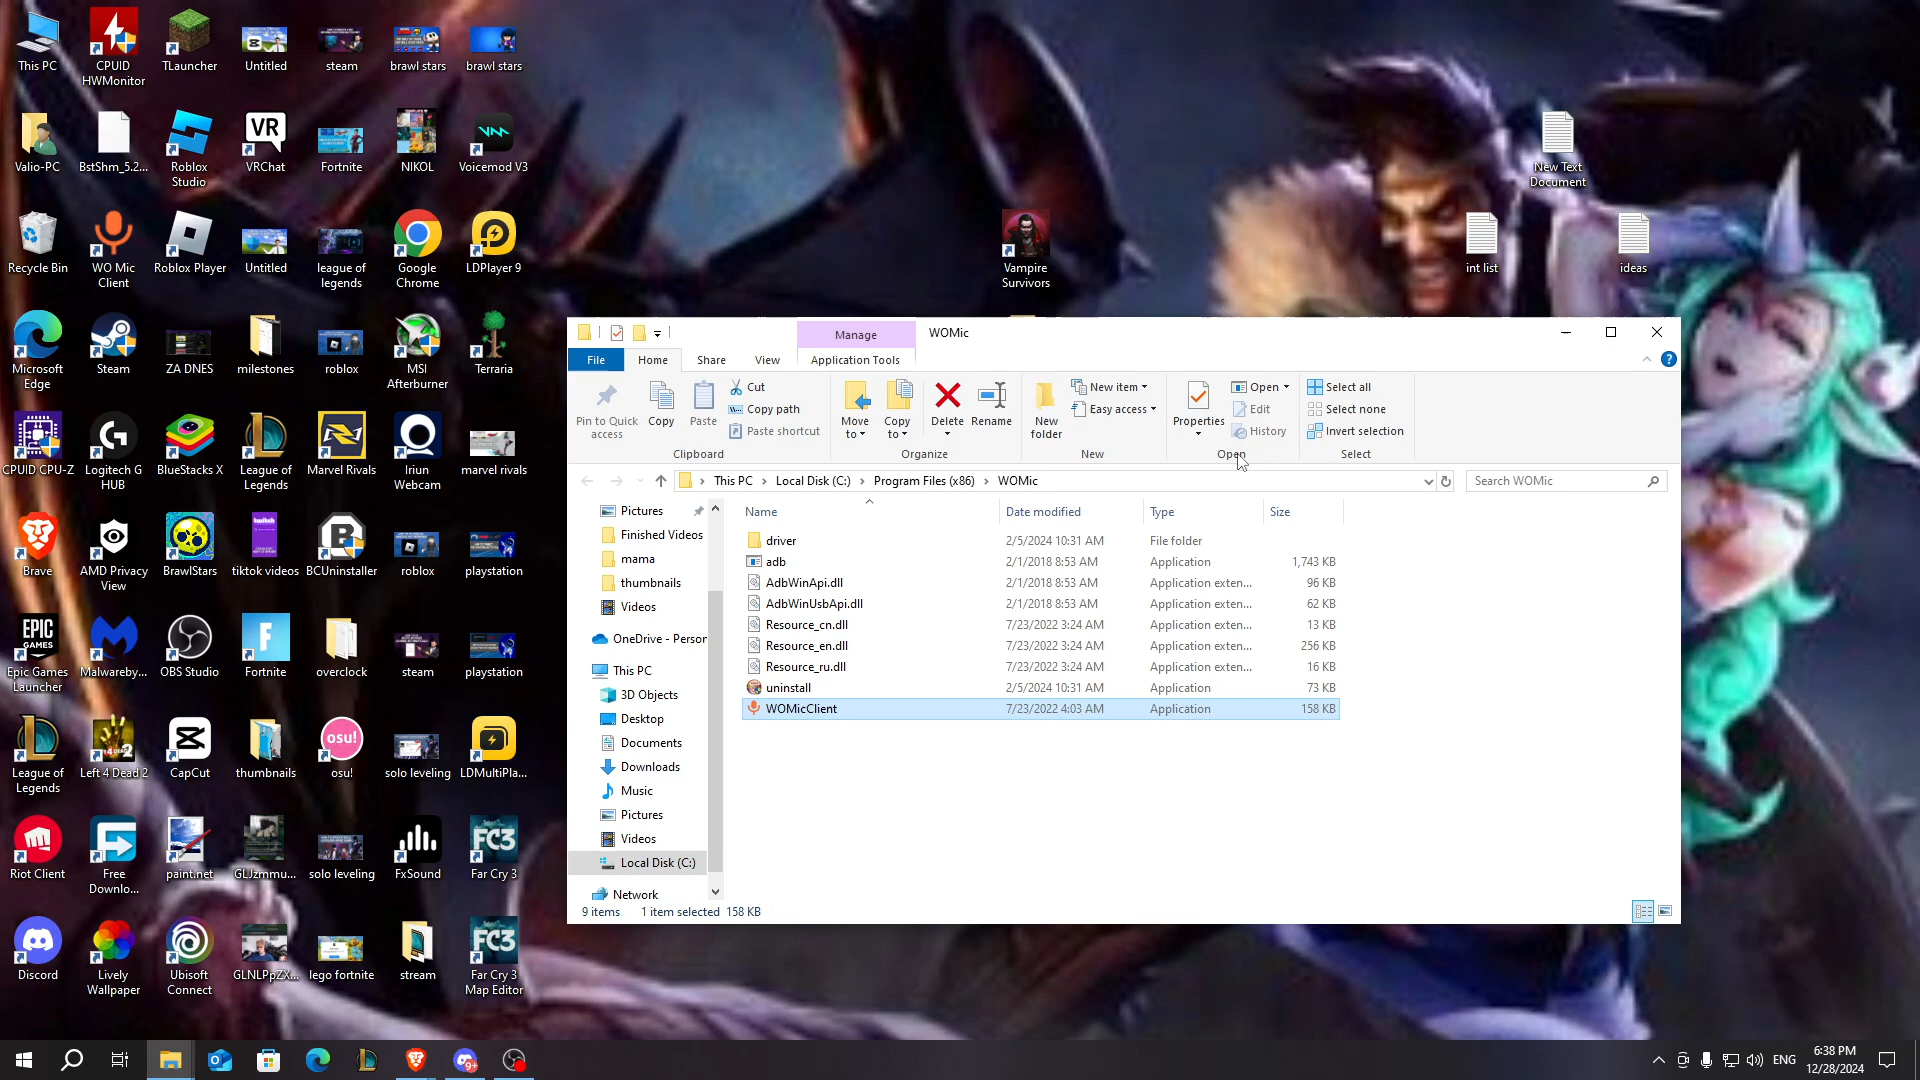 This PC
CPUID
HWMonitor
TLauncher
Untitled
steam
brawl stars
brawl stars
Valio-PC
BstShm_5.2...
Roblox
Studio
VRChat
Fortnite
NIKOL
Voicemod V3
New Text
Document
Recycle Bin
WO Mic
Client
Roblox Player
Untitled
league of
legends
Google
Chrome
LDPlayer 9
Vampire
Survivors
int list
ideas
Microsoft
Edge
Steam
ZA DNES
milestones
roblox
MSI
Afterburner
Terraria
CPUID CPU-Z
Logitech G
HUB
BlueStacks X
League of
Legends
Marvel Rivals
Iriun
Webcam
marvel rivals
Brave
AMD Privacy
View
BrawlStars
tiktok videos
BCUninstaller
roblox
playstation
Epic Games
Launcher
Malwareby...
OBS Studio
Fortnite
overclock
steam
playstation
League of
Legends
Left 4 Dead 2
CapCut
thumbnails
osu!
solo leveling
LDMultiPla...
Riot Client
Free
Downlo...
paint.net
GLJzmmu...
solo leveling
FxSound
Far Cry 3
Discord
Lively
Wallpaper
Ubisoft
Connect
GLNLPpZX...
lego fortnite
stream
Far Cry 3
Map Editor
Manage
WOMic
File
Home
Share
View
Application Tools
Pin to Quick
access
Copy
Paste
Cut
Copy path
Paste shortcut
Clipboard
Move
to
Copy
to
Delete
Rename
Organize
New
folder
New item
Easy access
New
Properties
Open
Edit
History
Open
Select all
Select none
Invert selection
Select
This PC
Local Disk (C:)
Program Files (x86)
WOMic
Search WOMic
Pictures
Finished Videos
mama
thumbnails
Videos
OneDrive - Person
This PC
3D Objects
Desktop
Documents
Downloads
Music
Pictures
Videos
Local Disk (C:)
Network
Name Date modified Type Size
driver 2/5/2024 10:31 AM File folder
adb 2/1/2018 8:53 AM Application 1,743 KB
AdbWinApi.dll 2/1/2018 8:53 AM Application exten... 96 KB
AdbWinUsbApi.dll 2/1/2018 8:53 AM Application exten... 62 KB
Resource_cn.dll 7/23/2022 3:24 AM Application exten... 13 KB
Resource_en.dll 7/23/2022 3:24 AM Application exten... 256 KB
Resource_ru.dll 7/23/2022 3:24 AM Application exten... 16 KB
uninstall 2/5/2024 10:31 AM Application 73 KB
WOMicClient 7/23/2022 4:03 AM Application 158 KB
9 items 1 item selected 158 KB
ENG
6:38 PM
12/28/2024